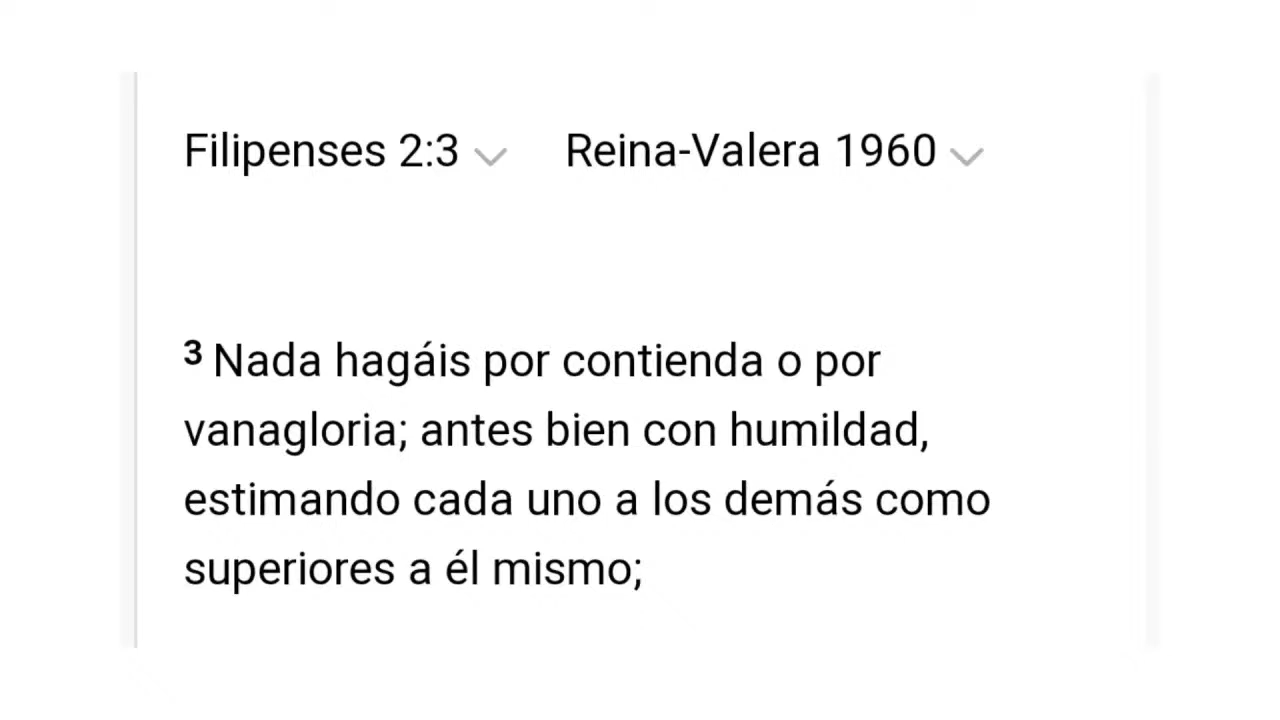 Filipenses 2:3 Reina-Valera 1960
3 Nada hagáis por contienda o por
vanagloria; antes bien con humildad,
estimando cada uno a los demás como
superiores a él mismo;